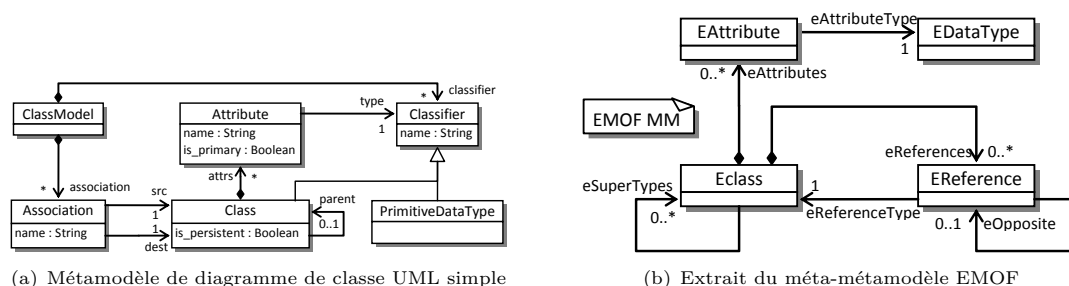 classifier
*
ClassModel
Attribute
name : String
is_primary : Boolean
type
1
Classifier
name : String
attrs
*
*
association
src
1
1
dest
Association
name : String
Class
is_persistent : Boolean
parent
0..1
PrimitiveDataType
(a) Métamodèle de diagramme de classe UML simple
EAttribute
eAttributeType
1
EDataType
0..*
eAttributes
EMOF MM
eReferences
0..*
eSuperTypes
0..*
Eclass
1
eReferenceType
EReference
0..1
eOpposite
(b) Extrait du méta-métamodèle EMOF